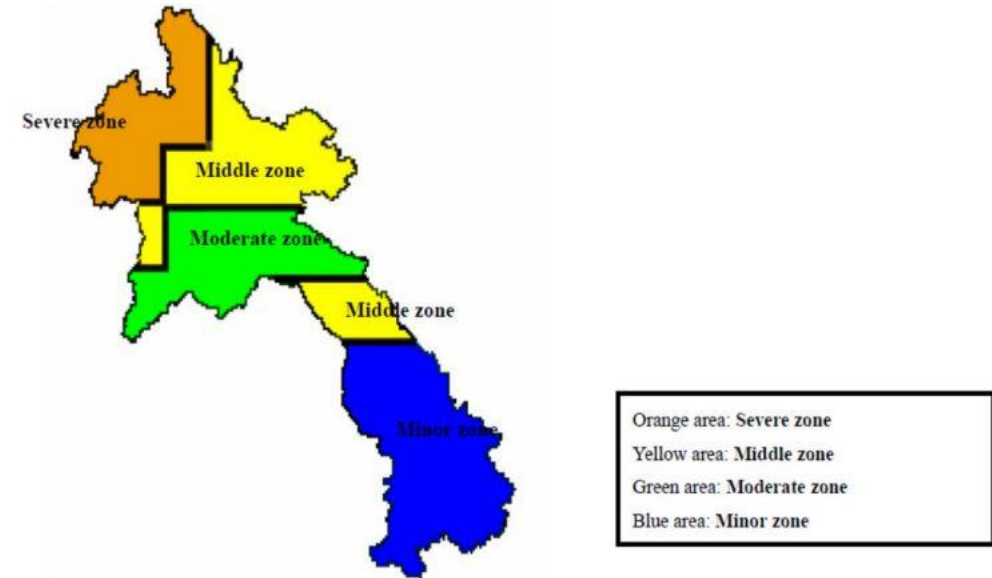 Severe zone
Middle zone
Moderate zone
Middle zone
Minor zone
Orange area: Severe zone
Yellow area: Middle zone
Green area: Moderate zone
Blue area: Minor zone